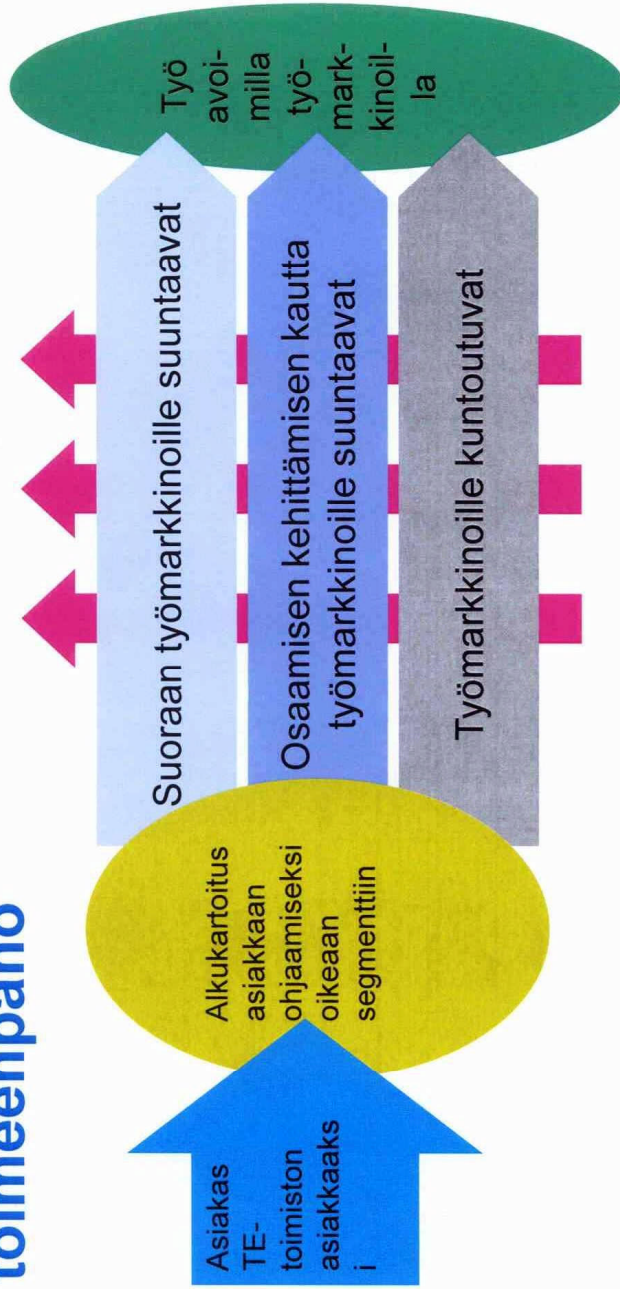 toimeenpano
Asiakas
TE-
toimiston
asiakkaaks
i
Alkukartoitus
asiakkaan
ohjaamiseksi
oikeaan
segmenttiin
Suoraan työmarkkinoille suuntaavat
Osaamisen kehittämisen kautta
työmarkkinoille suuntaavat
Työmarkkinoille kuntoutuvat
Työ
avoi-
milla
työ-
mark-
kinoil-
la